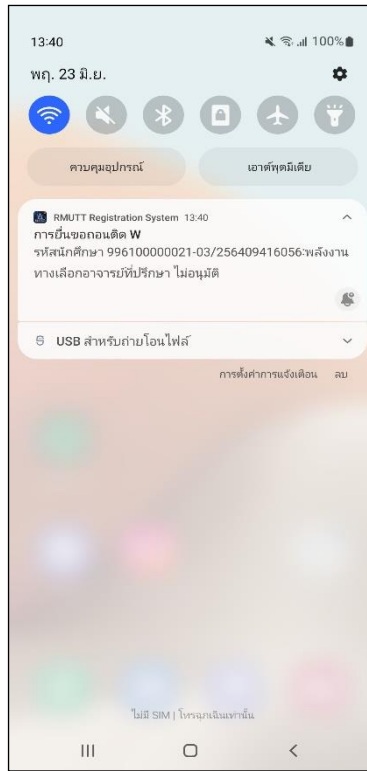 13:40 100%
พฤ. 23 มิ.ย.
ควบคุมอุปกรณ์ เอาต์พุตมีเดีย
RMUTT Registration System 13:40
การยื่นขอถอนติด W
รหัสนักศึกษา 996100000021-03/256409416056:พลังงาน
ทางเลือกอาจารย์ที่ปรึกษา ไม่อนุมัติ
USB สำหรับถ่ายโอนไฟล์
การตั้งค่าการแจ้งเตือน ลบ
ไม่มี SIM | โทรฉุกเฉินเท่านั้น